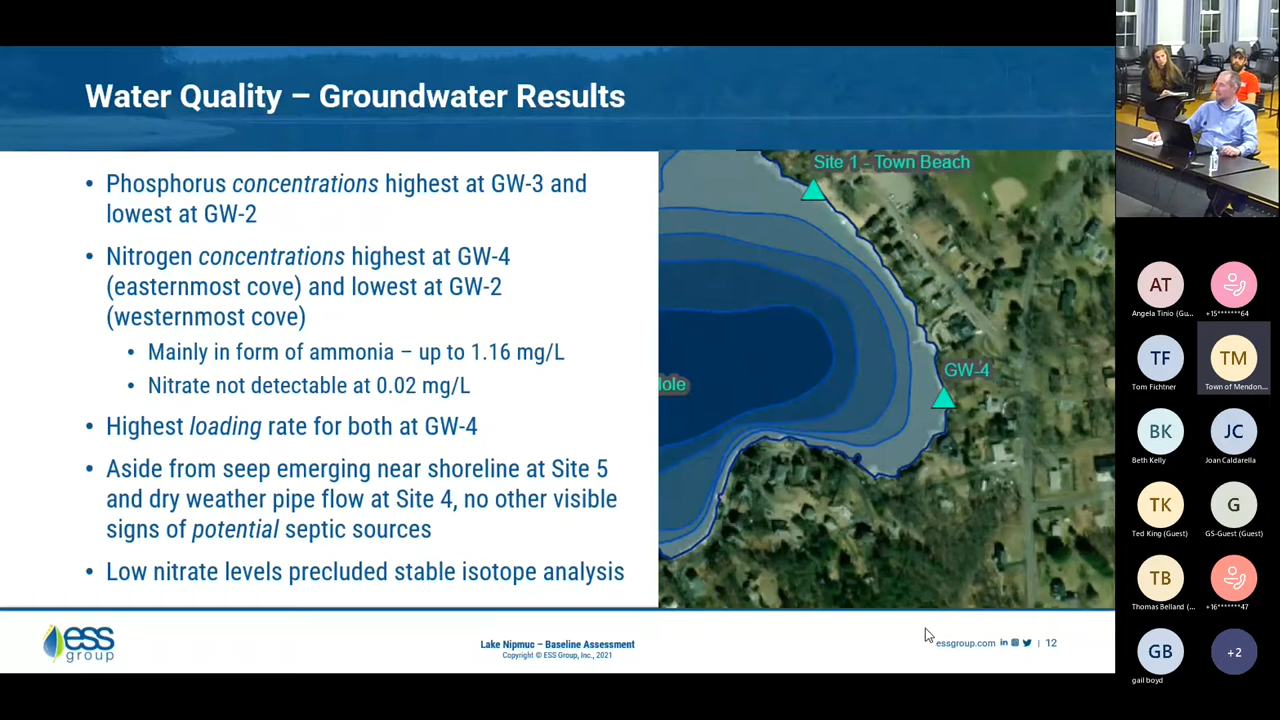 Water Quality – Groundwater Results
• Phosphorus concentrations highest at GW-3 and
lowest at GW-2
• Nitrogen concentrations highest at GW-4
(easternmost cove) and lowest at GW-2
(westernmost cove)
• Mainly in form of ammonia – up to 1.16 mg/L
• Nitrate not detectable at 0.02 mg/L
• Highest loading rate for both at GW-4
• Aside from seep emerging near shoreline at Site 5
and dry weather pipe flow at Site 4, no other visible
signs of potential septic sources
• Low nitrate levels precluded stable isotope analysis
Site 1 - Town Beach
GW-4
lole
ess
group
Lake Nipmuc – Baseline Assessment
Copyright © ESS Group, Inc., 2021
essgroup.com in | 12
AT
Angela Tinio (Gu...
+15*******64
TF
Tom Fichtner
TM
Town of Mendon...
BK
Beth Kelly
JC
Joan Caldarella
TK
Ted King (Guest)
G
GS-Guest (Guest)
TB
Thomas Belland (...
+16*******47
GB
gail boyd
+2